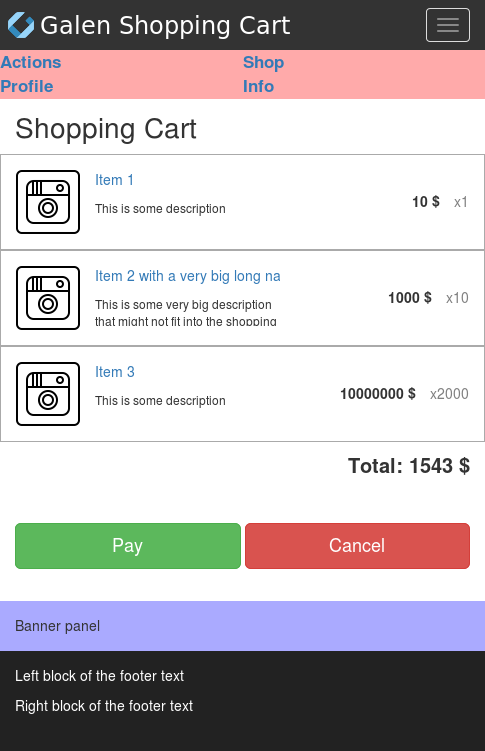 Galen Shopping Cart
Actions Shop
Profile Info
Shopping Cart
Item 1
This is some description
10 $ x1
Item 2 with a very big long na
This is some very big description
that might not fit into the shopping
1000 $ x10
Item 3
This is some description
10000000 $ x2000
Total: 1543 $
Pay Cancel
Banner panel
Left block of the footer text
Right block of the footer text